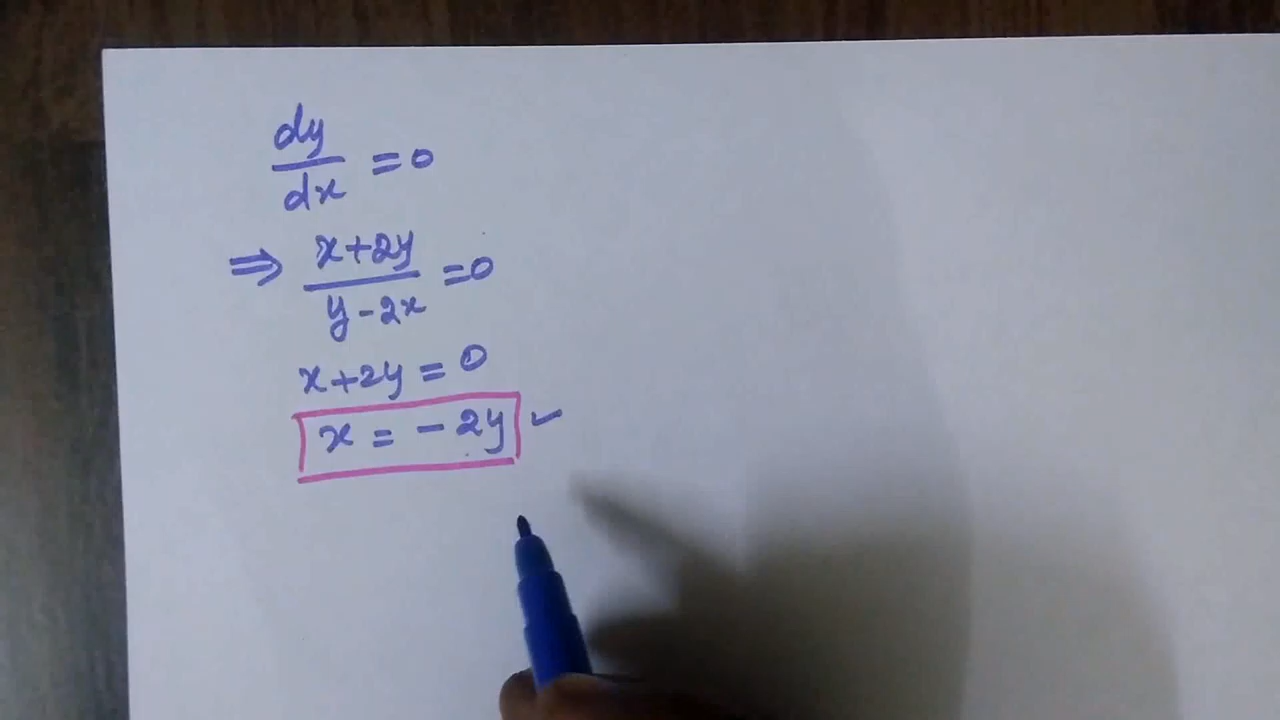 dy/dx = 0
⇒ x+2y/y-2x = 0
x+2y = 0
x = -2y ✓